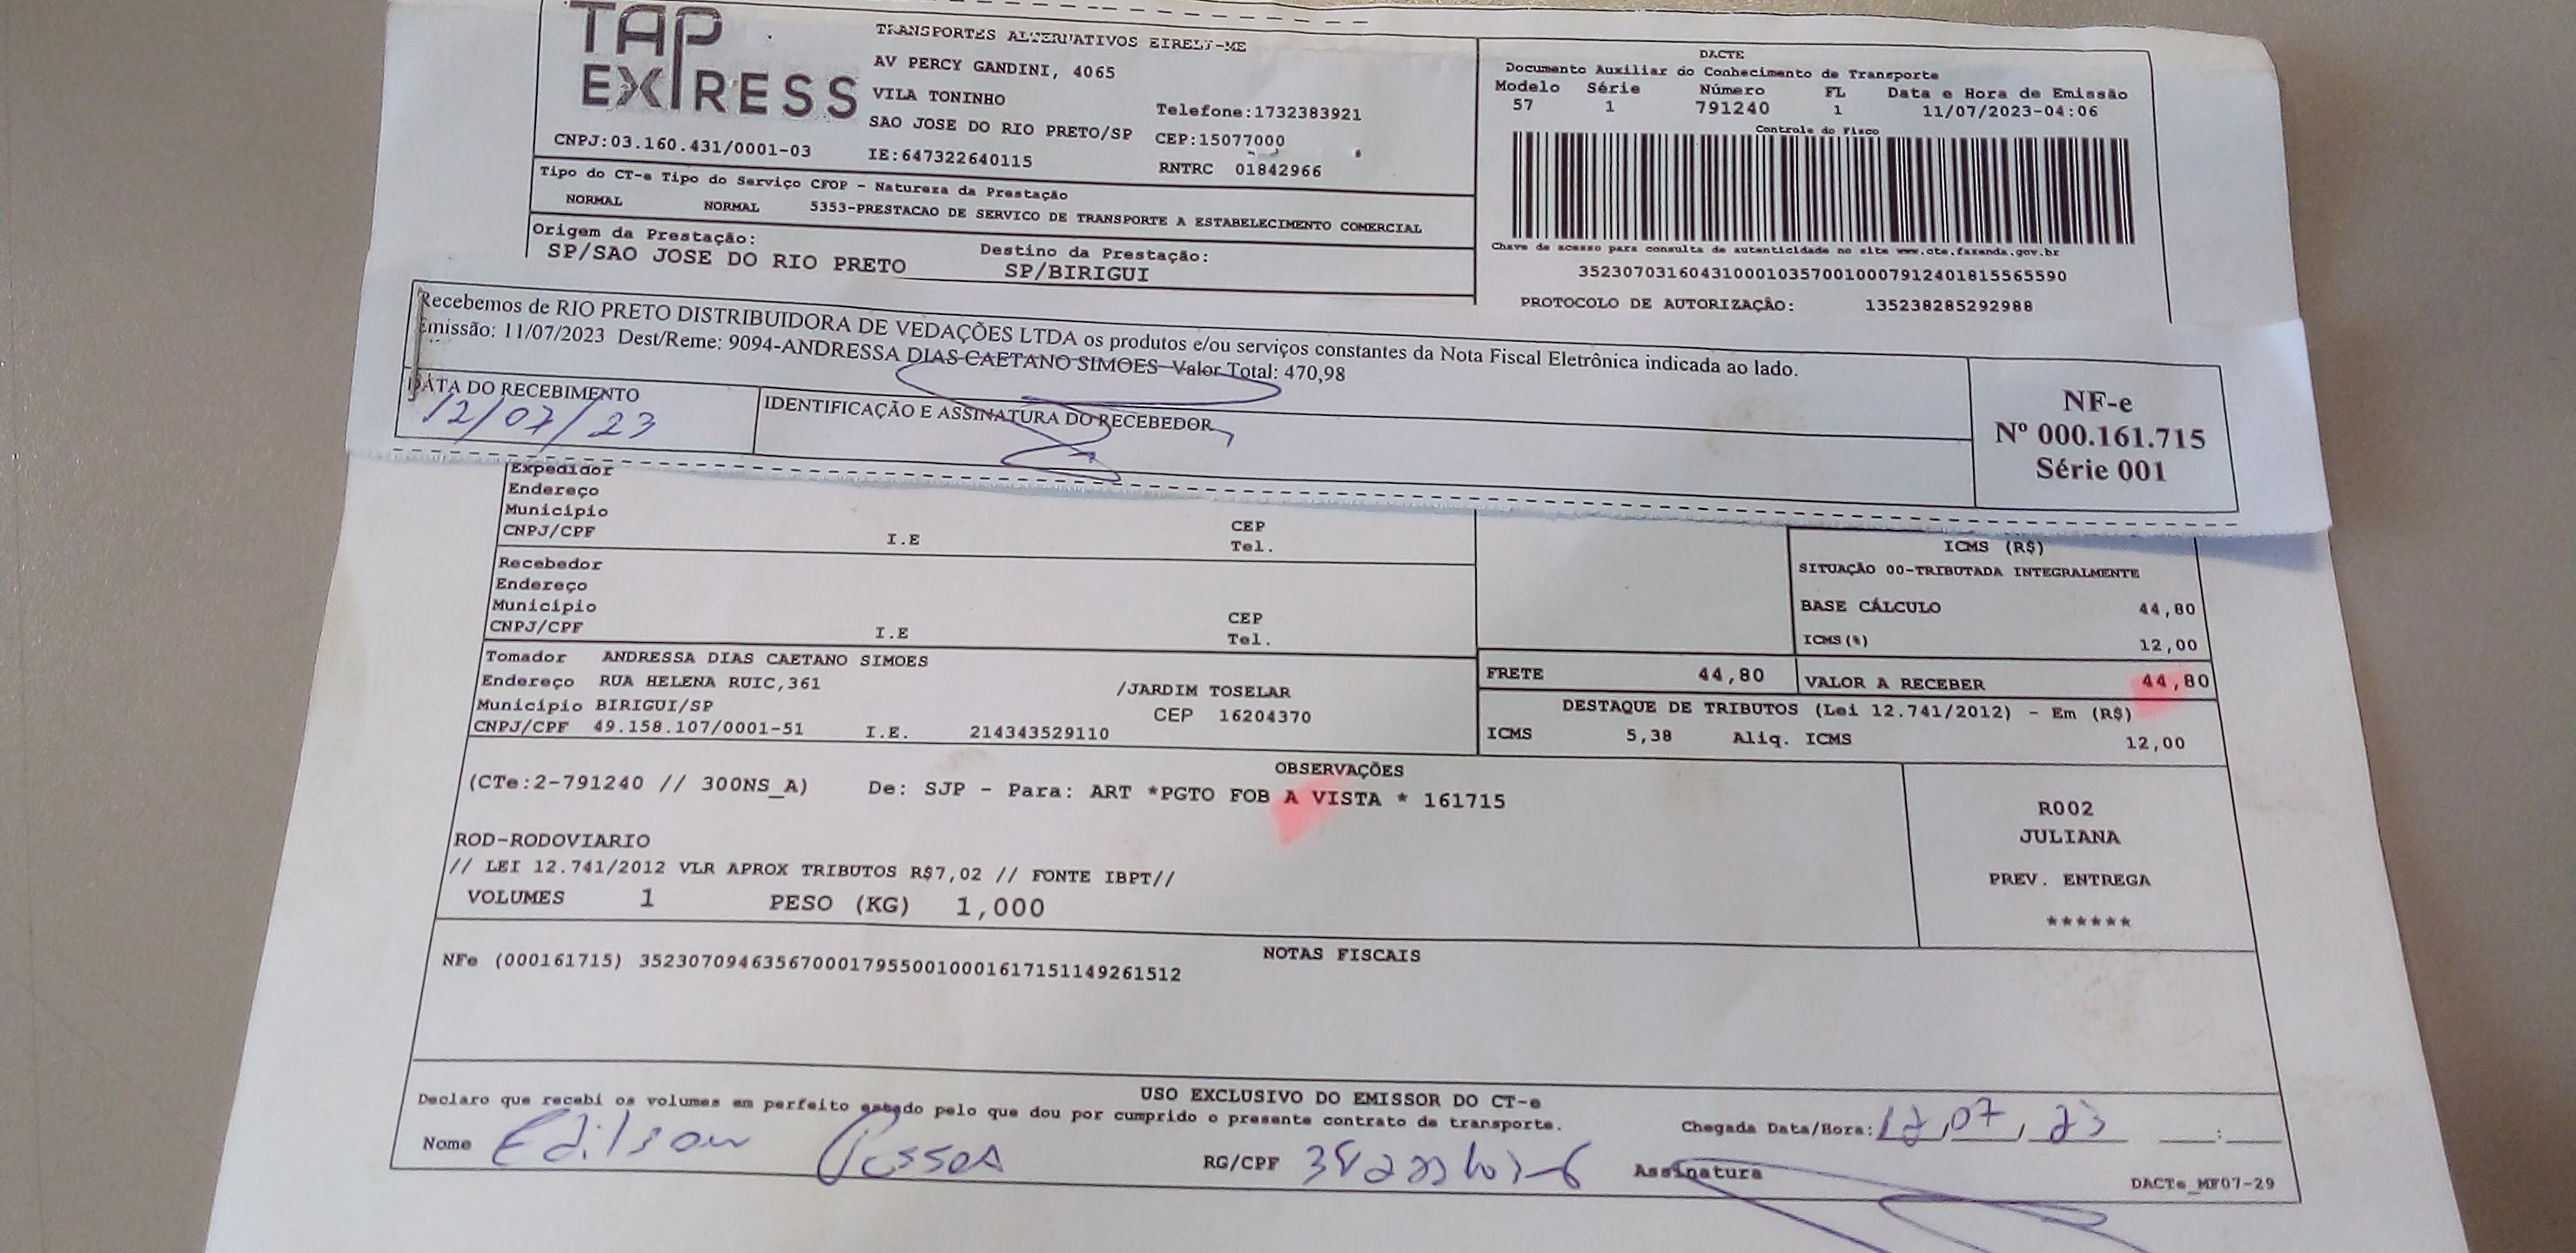 TAP EXPRESS
TRANSPORTES ALTERNATIVOS EIRELI-ME
AV PERCY GANDINI, 4065
VILA TONINHO
Telefone:1732383921
SAO JOSE DO RIO PRETO/SP CEP:15077000
CNPJ:03.160.431/0001-03 IE:647322640115 RNTRC 01842966
Tipo do CT-e Tipo do Serviço CFOP - Natureza da Prestação
NORMAL NORMAL 5353-PRESTACAO DE SERVICO DE TRANSPORTE A ESTABELECIMENTO COMERCIAL
Origem da Prestação: Destino da Prestação:
SP/SAO JOSE DO RIO PRETO SP/BIRIGUI
DACTE
Documento Auxiliar do Conhecimento de Transporte
Modelo Série Número FL Data e Hora de Emissão
57 1 791240 1 11/07/2023-04:06
Controle do Fisco
Chave de acesso para consulta de autenticidade no site www.cte.fazenda.gov.br
35230703160431000103570010007912401815565590
PROTOCOLO DE AUTORIZAÇÂO: 135238285292988
Recebemos de RIO PRETO DISTRIBUIDORA DE VEDAÇÕES LTDA os produtos e/ou serviços constantes da Nota Fiscal Eletrônica indicada ao lado.
Emissão: 11/07/2023 Dest/Reme: 9094-ANDRESSA DIAS CAETANO SIMOES Valor Total: 470,98
DATA DO RECEBIMENTO IDENTIFICAÇÃO E ASSINATURA DO RECEBEDOR
12/07/23
NF-e
Nº 000.161.715
Série 001
Expedidor
Endereço
Município CEP
CNPJ/CPF I.E Tel.
Recebedor
Endereço
Município CEP
CNPJ/CPF I.E Tel.
Tomador ANDRESSA DIAS CAETANO SIMOES
Endereço RUA HELENA RUIC,361 /JARDIM TOSELAR
Município BIRIGUI/SP CEP 16204370
CNPJ/CPF 49.158.107/0001-51 I.E. 214343529110
ICMS (R$)
SITUAÇÃO 00-TRIBUTADA INTEGRALMENTE
BASE CÁLCULO 44,80
ICMS(%) 12,00
FRETE 44,80 VALOR A RECEBER 44,80
DESTAQUE DE TRIBUTOS (Lei 12.741/2012) - Em (R$)
ICMS 5,38 Aliq. ICMS 12,00
OBSERVAÇÕES
(CTe:2-791240 // 300NS_A) De: SJP - Para: ART *PGTO FOB A VISTA * 161715
ROD-RODOVIARIO
// LEI 12.741/2012 VLR APROX TRIBUTOS R$7,02 // FONTE IBPT//
VOLUMES 1 PESO (KG) 1,000
R002
JULIANA
PREV. ENTREGA
******
NOTAS FISCAIS
NFe (000161715) 35230709463567000179550010001617151149261512
USO EXCLUSIVO DO EMISSOR DO CT-e
Declaro que recebi os volumes em perfeito estado pelo que dou por cumprido o presente contrato de transporte.
Chegada Data/Hora: 12,07,23 :
Nome Edilson RG/CPF Assinatura
DACTe_MF07-29